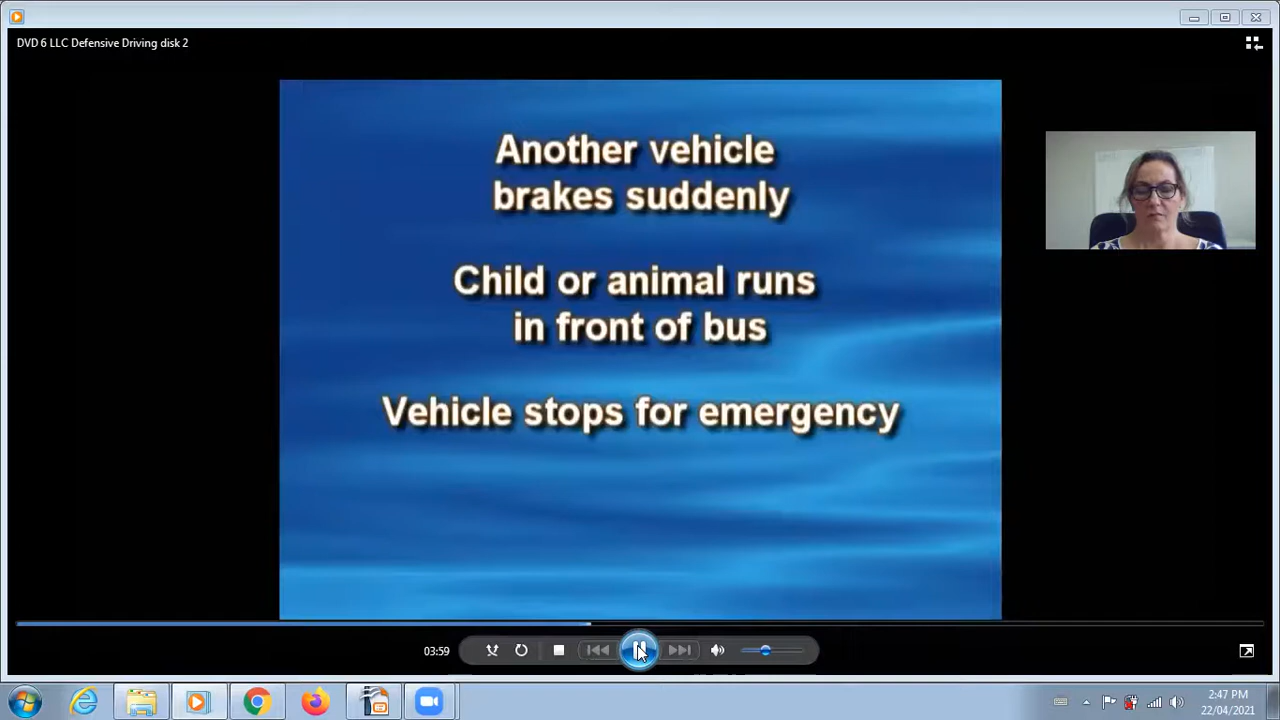 DVD 6 LLC Defensive Driving disk 2
Another vehicle
brakes suddenly
Child or animal runs
in front of bus
Vehicle stops for emergency
03:59
2:47 PM
22/04/2021